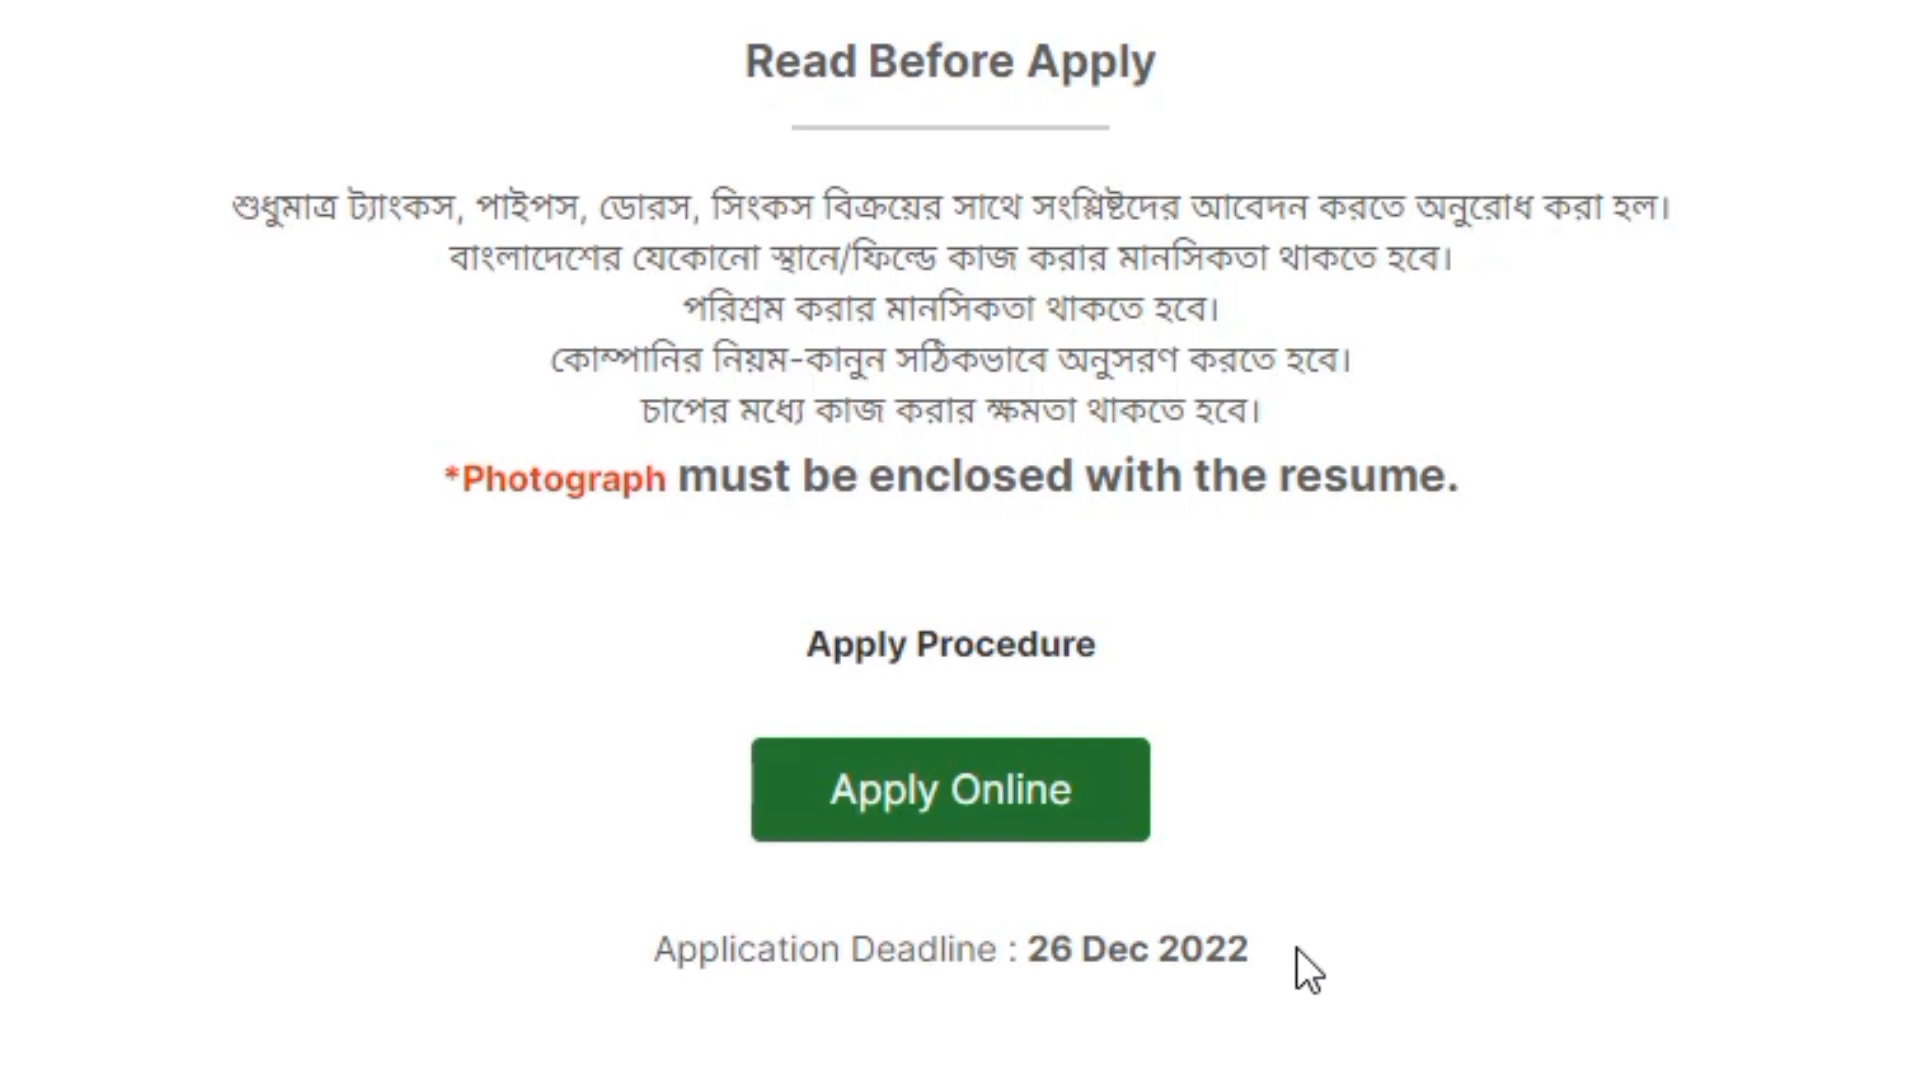 Read Before Apply
শুধুমাত্র ট্যাংকস, পাইপস, ডোরস, সিংকস বিক্রয়ের সাথে সংশ্লিষ্টদের আবেদন করতে অনুরোধ করা হল।
বাংলাদেশের যেকোনো স্থানে/ফিল্ডে কাজ করার মানসিকতা থাকতে হবে।
পরিশ্রম করার মানসিকতা থাকতে হবে।
কোম্পানির নিয়ম-কানুন সঠিকভাবে অনুসরণ করতে হবে।
চাপের মধ্যে কাজ করার ক্ষমতা থাকতে হবে।
*Photograph must be enclosed with the resume.
Apply Procedure
Apply Online
Application Deadline : 26 Dec 2022